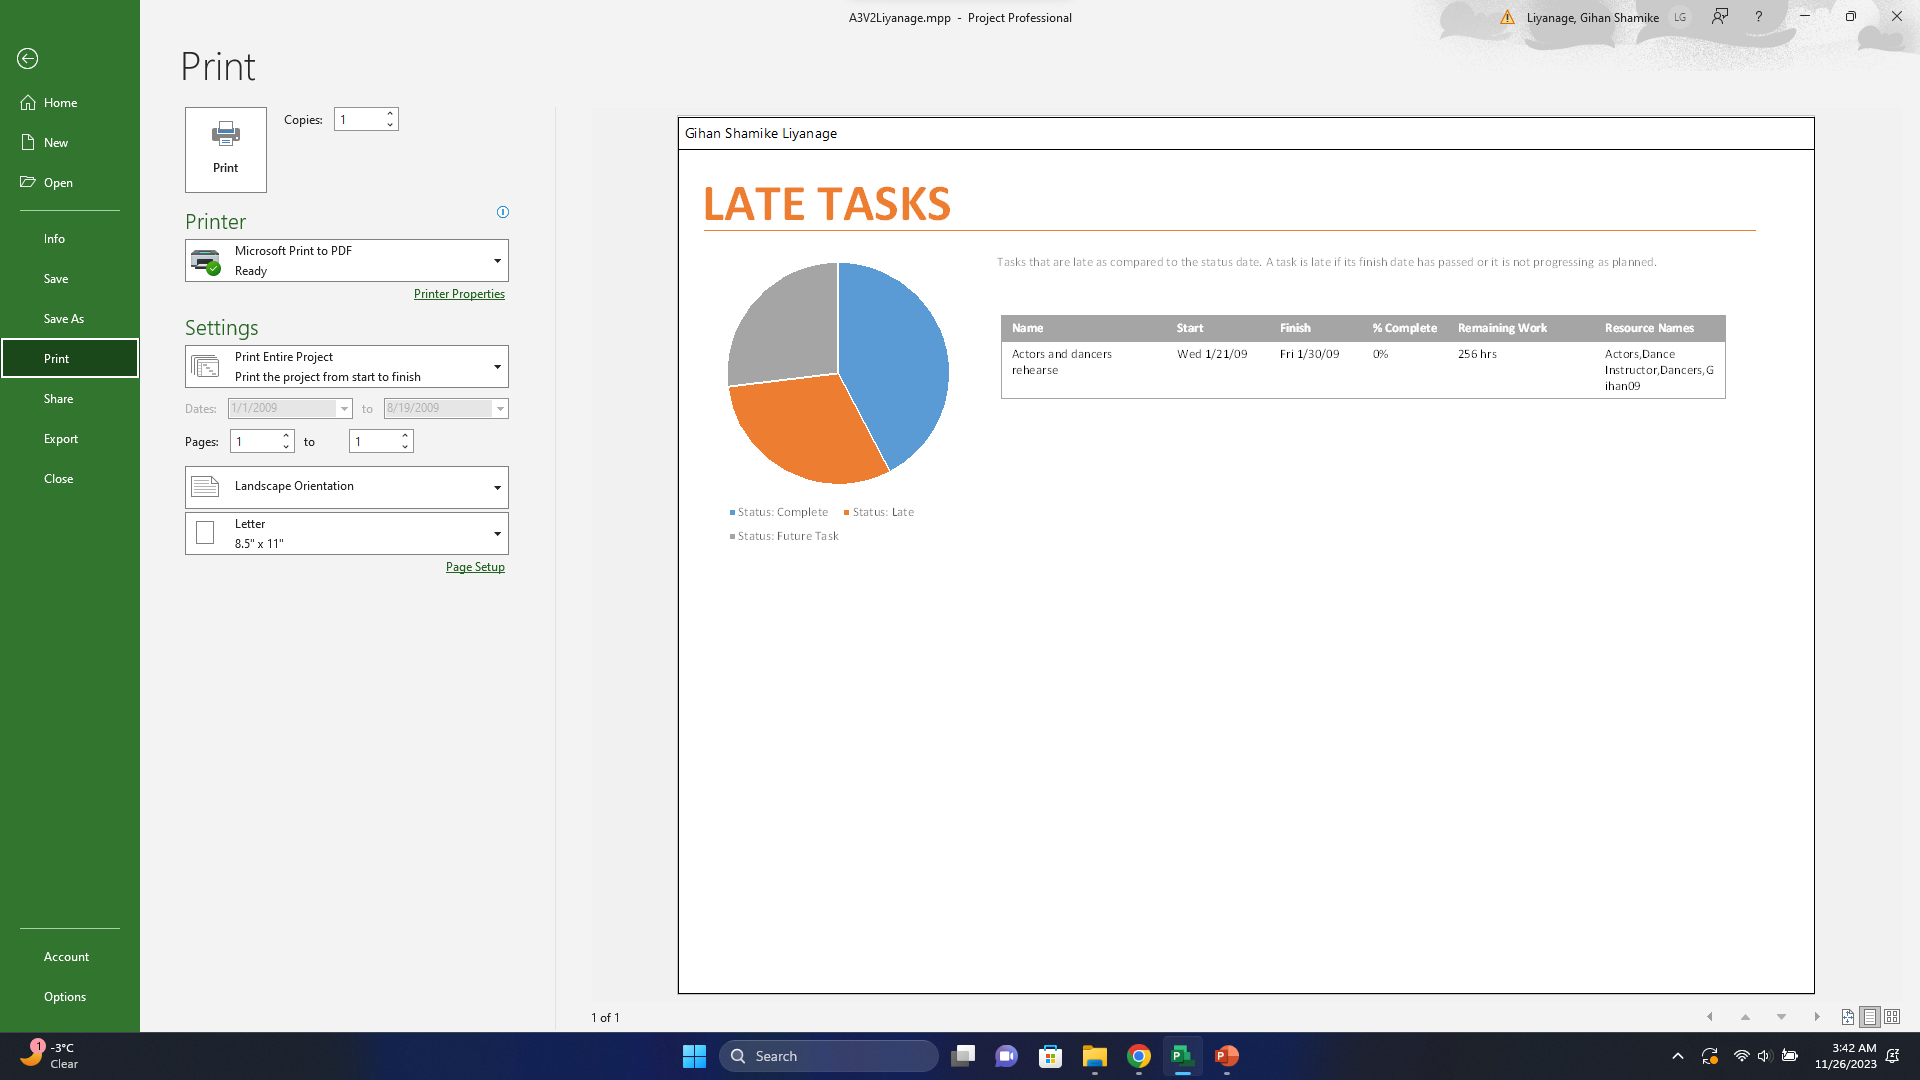 A3V2Liyanage.mpp - Project Professional
Liyanage, Gihan Shamike LG ?
Print
Home
New
Open
Info
Save
Save As
Print
Share
Export
Close
Account
Options
Print
Copies: 1
Printer
Microsoft Print to PDF
Ready
Printer Properties
Settings
Print Entire Project
Print the project from start to finish
Dates: 1/1/2009 to 8/19/2009
Pages: 1 to 1
Landscape Orientation
Letter
8.5" x 11"
Page Setup
Gihan Shamike Liyanage
LATE TASKS
Tasks that are late as compared to the status date. A task is late if its finish date has passed or it is not progressing as planned.
Name Start Finish % Complete Remaining Work Resource Names
Actors and dancers Wed 1/21/09 Fri 1/30/09 0% 256 hrs Actors,Dance
rehearse Instructor,Dancers,G
ihan09
Status: Complete Status: Late
Status: Future Task
1 of 1
1 -3°C
Clear
Search
3:42 AM
11/26/2023